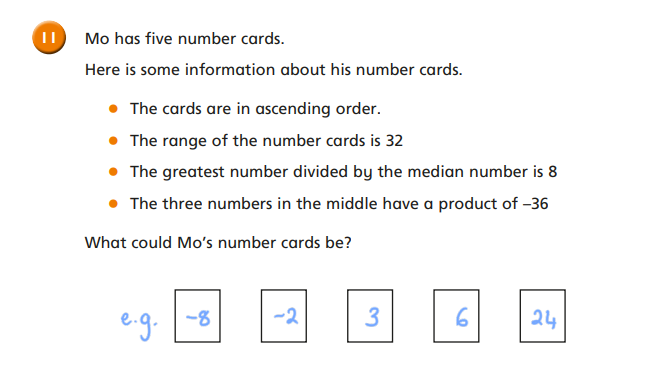 11 Mo has five number cards.
Here is some information about his number cards.
• The cards are in ascending order.
• The range of the number cards is 32
• The greatest number divided by the median number is 8
• The three numbers in the middle have a product of –36
What could Mo's number cards be?
e.g. -8 -2 3 6 24